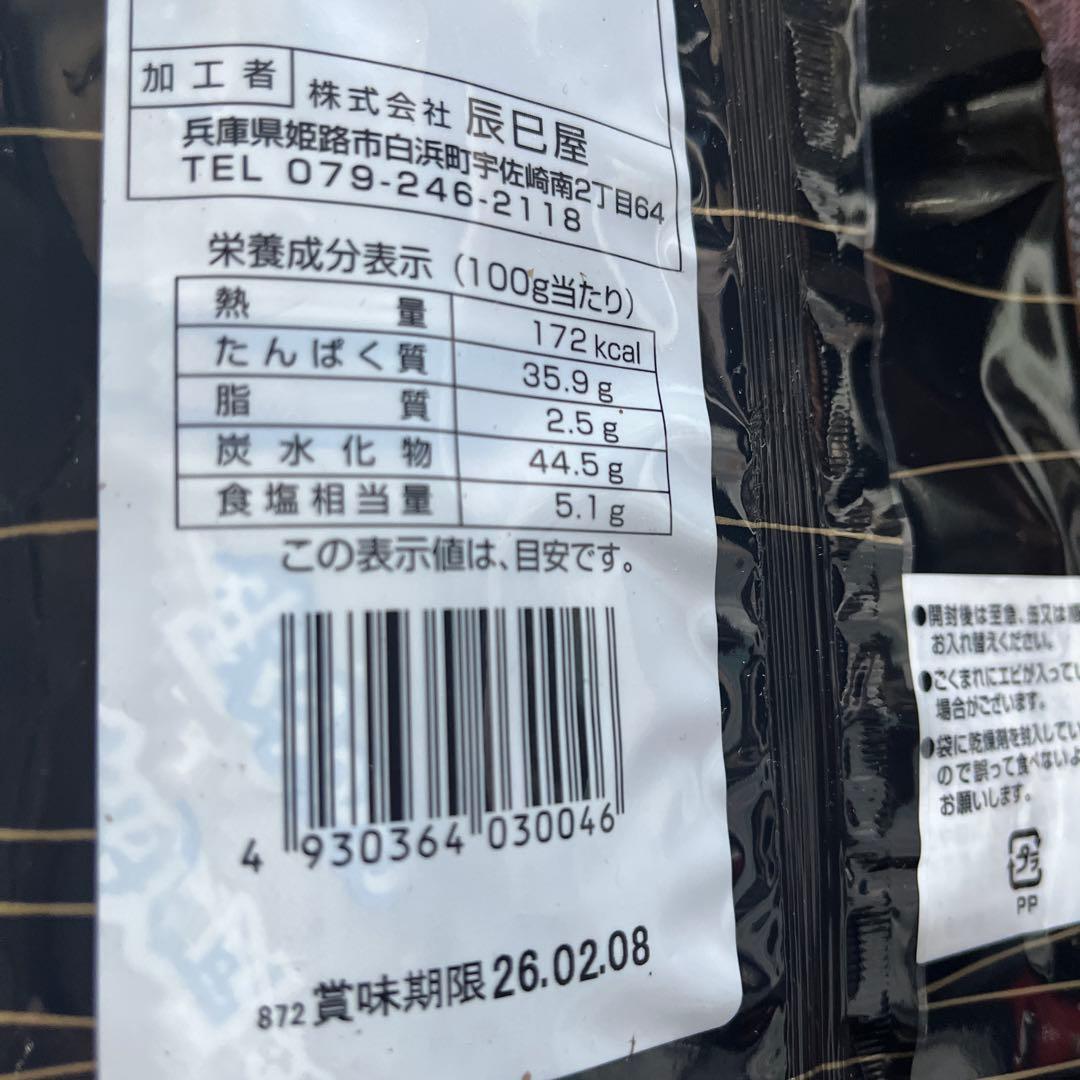 加工者 株式会社 辰巳屋
兵庫県姫路市白浜町宇佐崎南2丁目64
TEL 079-246-2118
栄養成分表示 (100g当たり)
熱量 172 kcal
たんぱく質 35.9 g
脂質 2.5 g
炭水化物 44.5 g
食塩相当量 5.1 g
この表示値は、目安です。
4 930364 030046
872 賞味期限 26.02.08
●開封後は至急、缶又は
お入れ替えください。
●ごくまれにエビが入ってい
場合がございます。
●袋に乾燥剤を封入してい
ので誤って食べないよ
お願いします。
プラ
PP